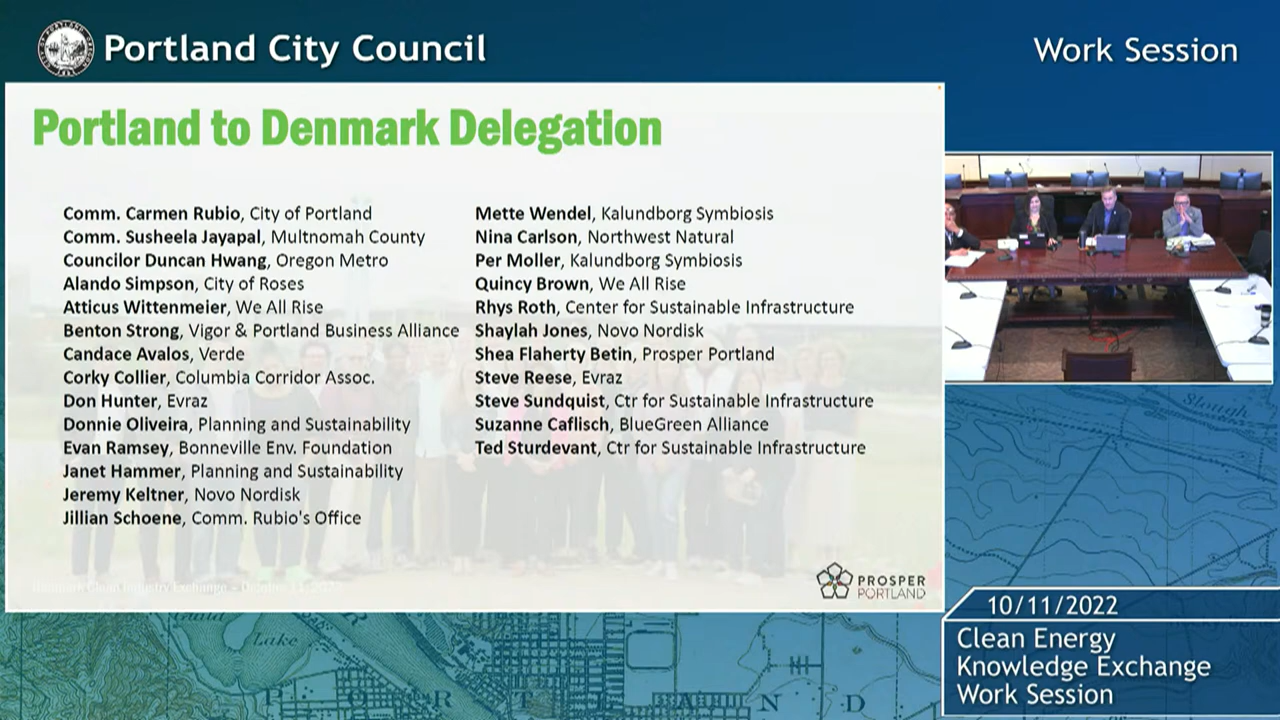 Portland City Council
Work Session
Portland to Denmark Delegation
Comm. Carmen Rubio, City of Portland
Comm. Susheela Jayapal, Multnomah County
Councilor Duncan Hwang, Oregon Metro
Alando Simpson, City of Roses
Atticus Wittenmeier, We All Rise
Benton Strong, Vigor & Portland Business Alliance
Candace Avalos, Verde
Corky Collier, Columbia Corridor Assoc.
Don Hunter, Evraz
Donnie Oliveira, Planning and Sustainability
Evan Ramsey, Bonneville Env. Foundation
Janet Hammer, Planning and Sustainability
Jeremy Keltner, Novo Nordisk
Jillian Schoene, Comm. Rubio's Office
Mette Wendel, Kalundborg Symbiosis
Nina Carlson, Northwest Natural
Per Moller, Kalundborg Symbiosis
Quincy Brown, We All Rise
Rhys Roth, Center for Sustainable Infrastructure
Shaylah Jones, Novo Nordisk
Shea Flaherty Betin, Prosper Portland
Steve Reese, Evraz
Steve Sundquist, Ctr for Sustainable Infrastructure
Suzanne Caflisch, BlueGreen Alliance
Ted Sturdevant, Ctr for Sustainable Infrastructure
PROSPER
PORTLAND
Slough
10/11/2022
Clean Energy
Knowledge Exchange
Work Session
Guild
Lake
P O R T L A N D